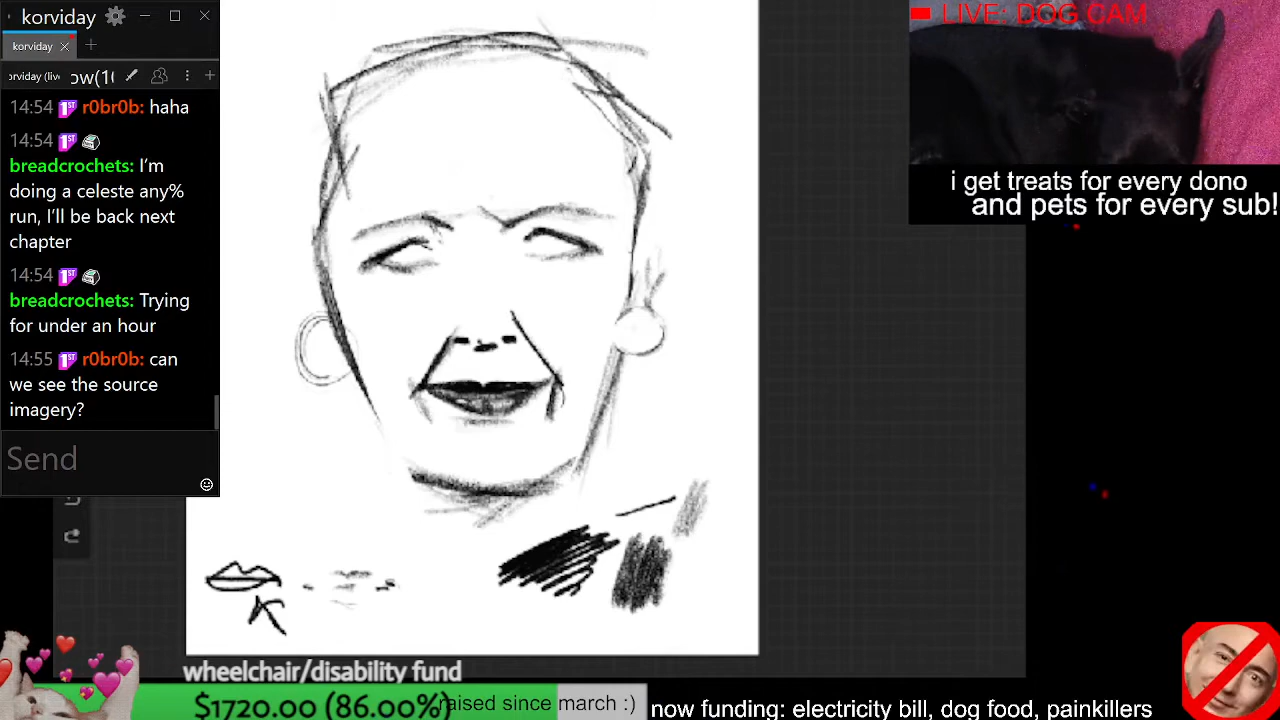 korviday
LIVE: DOG CAM
14:54 r0br0b: haha
14:54
breadcrochets: I'm
doing a celeste any%
run, I'll be back next
chapter
14:54
breadcrochets: Trying
for under an hour
14:55 r0br0b: can
we see the source
imagery?
Send
i get treats for every dono
and pets for every sub!
K
wheelchair/disability fund
$1720.00 (86.00%) raised since march :)
now funding: electricity bill, dog food, painkillers